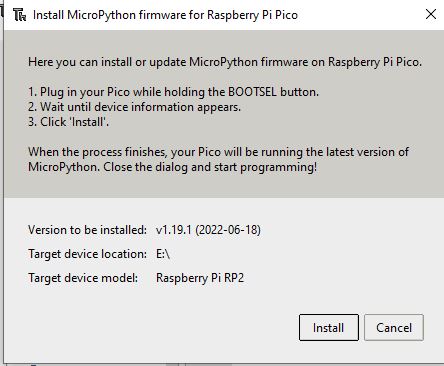 Install MicroPython firmware for Raspberry Pi Pico
Here you can install or update MicroPython firmware on Raspberry Pi Pico.
1. Plug in your Pico while holding the BOOTSEL button.
2. Wait until device information appears.
3. Click 'Install'.
When the process finishes, your Pico will be running the latest version of
MicroPython. Close the dialog and start programming!
Version to be installed: v1.19.1 (2022-06-18)
Target device location: E:\
Target device model: Raspberry Pi RP2
Install Cancel